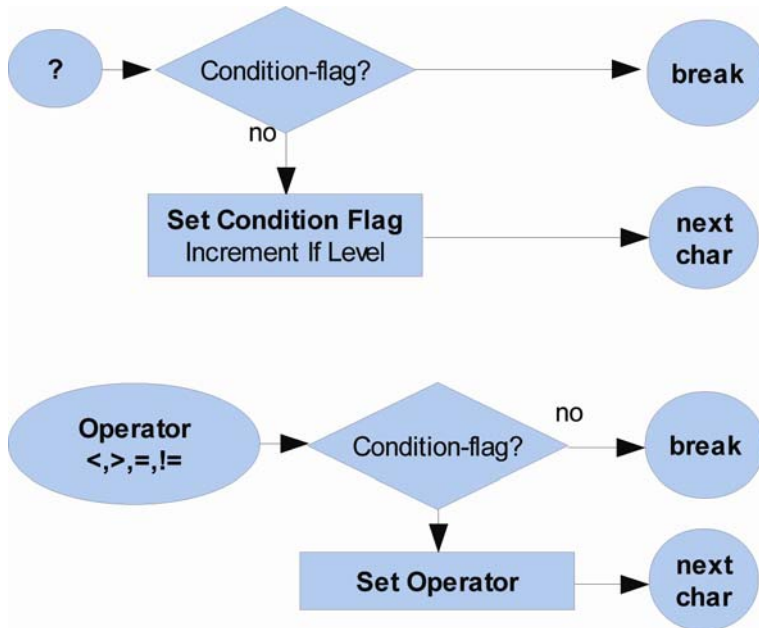 ?
Condition-flag?
break
no
Set Condition Flag
Increment If Level
next
char
Operator
<,>,=,!=
Condition-flag?
no
break
Set Operator
next
char